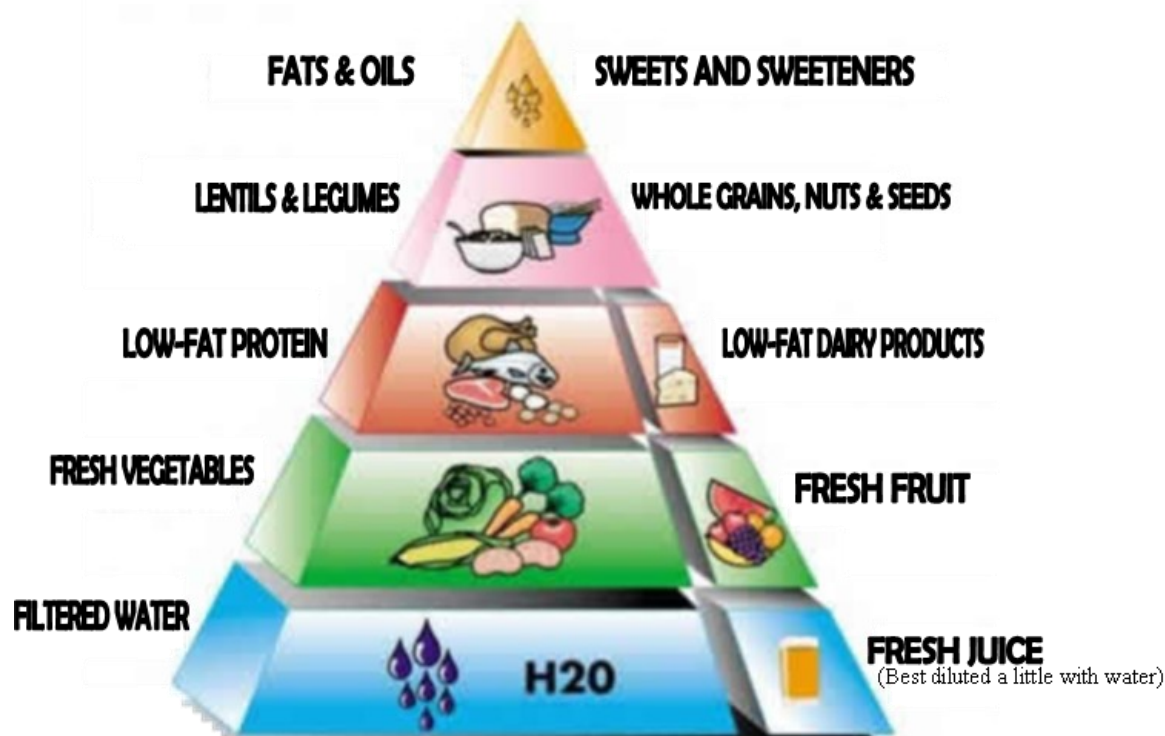 FATS & OILS
SWEETS AND SWEETENERS
LENTILS & LEGUMES
WHOLE GRAINS, NUTS & SEEDS
LOW-FAT PROTEIN
LOW-FAT DAIRY PRODUCTS
FRESH VEGETABLES
FRESH FRUIT
FILTERED WATER
H20
FRESH JUICE
(Best diluted a little with water)